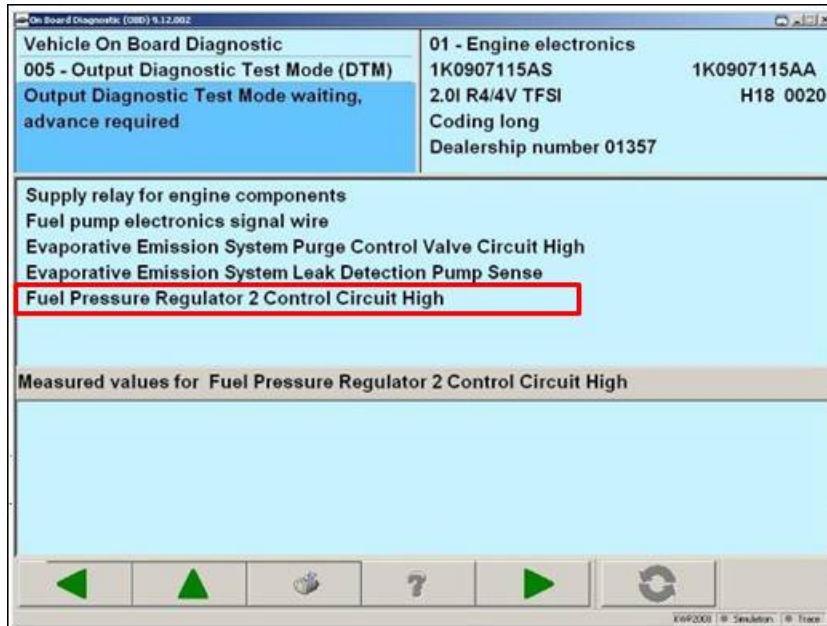 On Board Diagnostic (OBD) 9.12.002
Vehicle On Board Diagnostic
005 - Output Diagnostic Test Mode (DTM)
Output Diagnostic Test Mode waiting,
advance required
01 - Engine electronics
1K0907115AS 1K0907115AA
2.0l R4/4V TFSI H18 0020
Coding long
Dealership number 01357
Supply relay for engine components
Fuel pump electronics signal wire
Evaporative Emission System Purge Control Valve Circuit High
Evaporative Emission System Leak Detection Pump Sense
Fuel Pressure Regulator 2 Control Circuit High
Measured values for Fuel Pressure Regulator 2 Control Circuit High
?
KWP2000 Simulation Trace